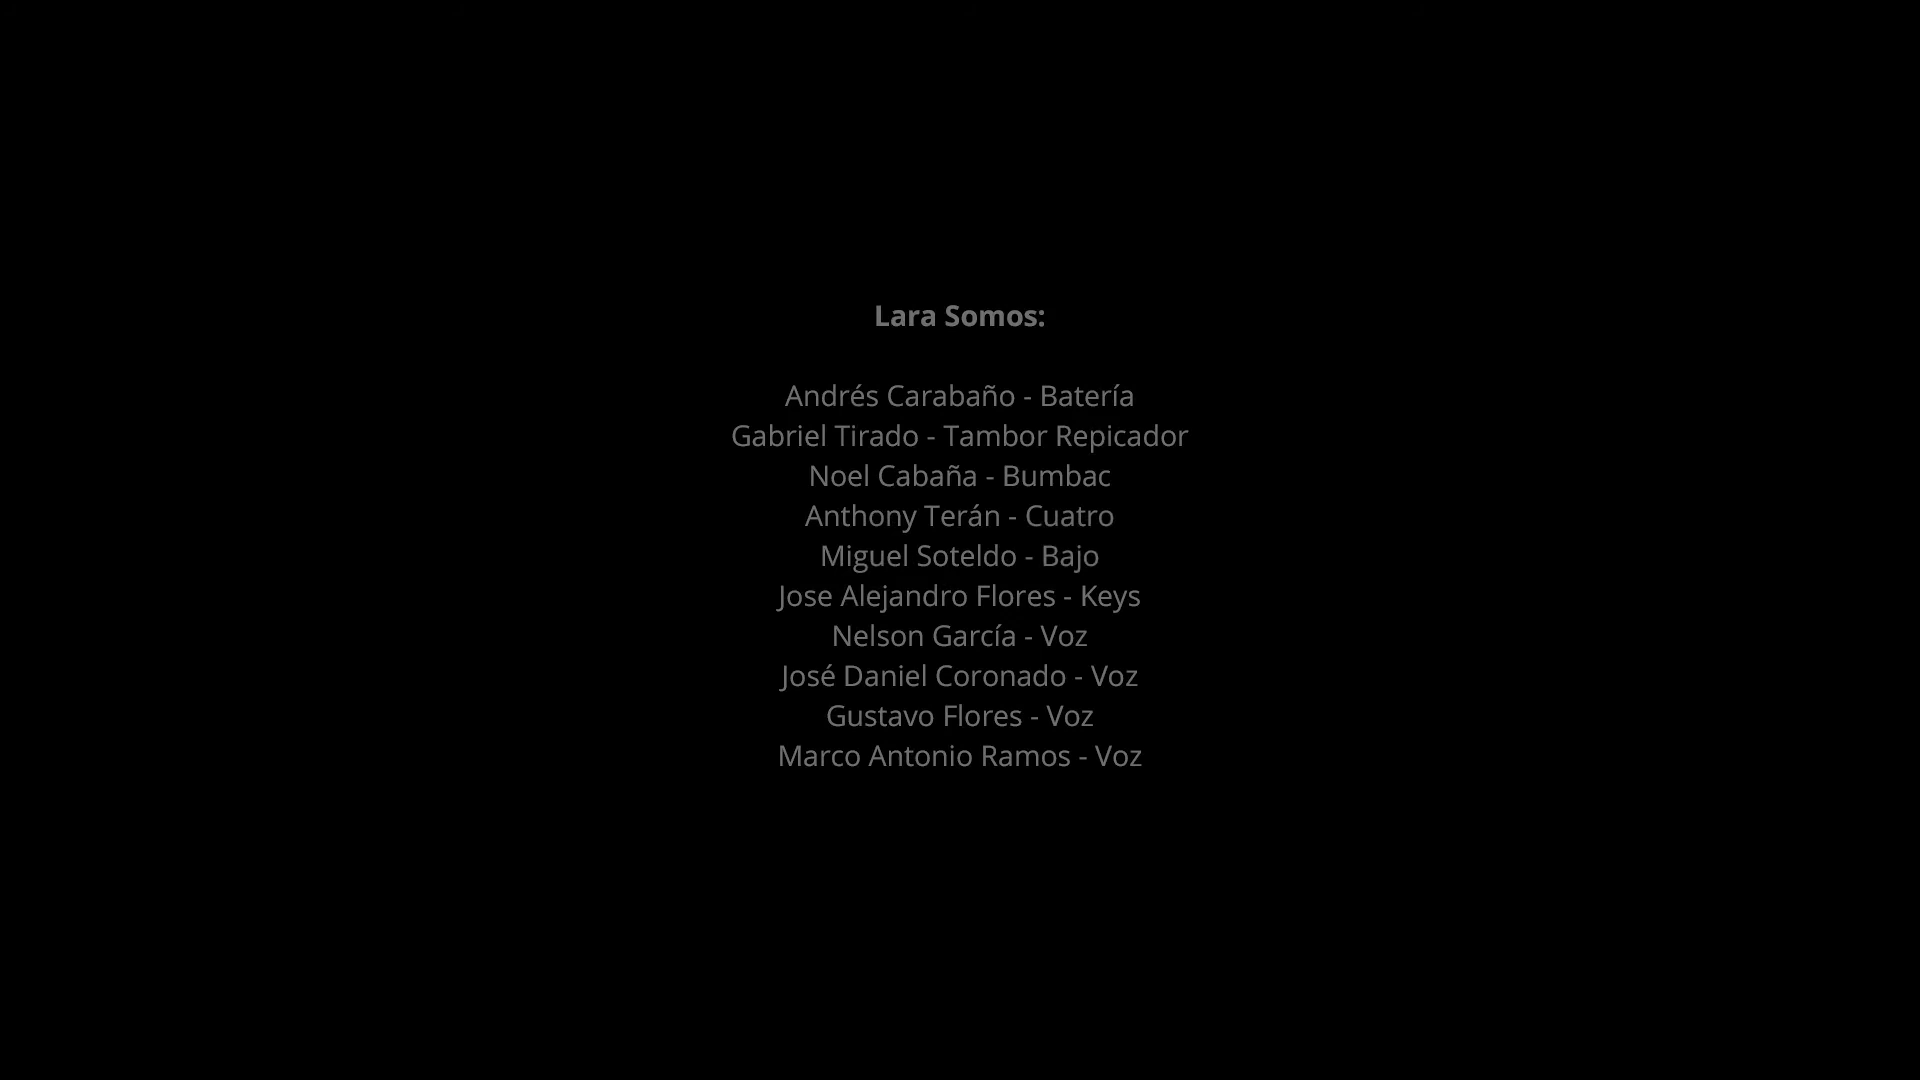 Lara Somos:
Andrés Carabaño - Batería
Gabriel Tirado - Tambor Repicador
Noel Cabaña - Bumbac
Anthony Terán - Cuatro
Miguel Soteldo - Bajo
Jose Alejandro Flores - Keys
Nelson García - Voz
José Daniel Coronado - Voz
Gustavo Flores - Voz
Marco Antonio Ramos - Voz